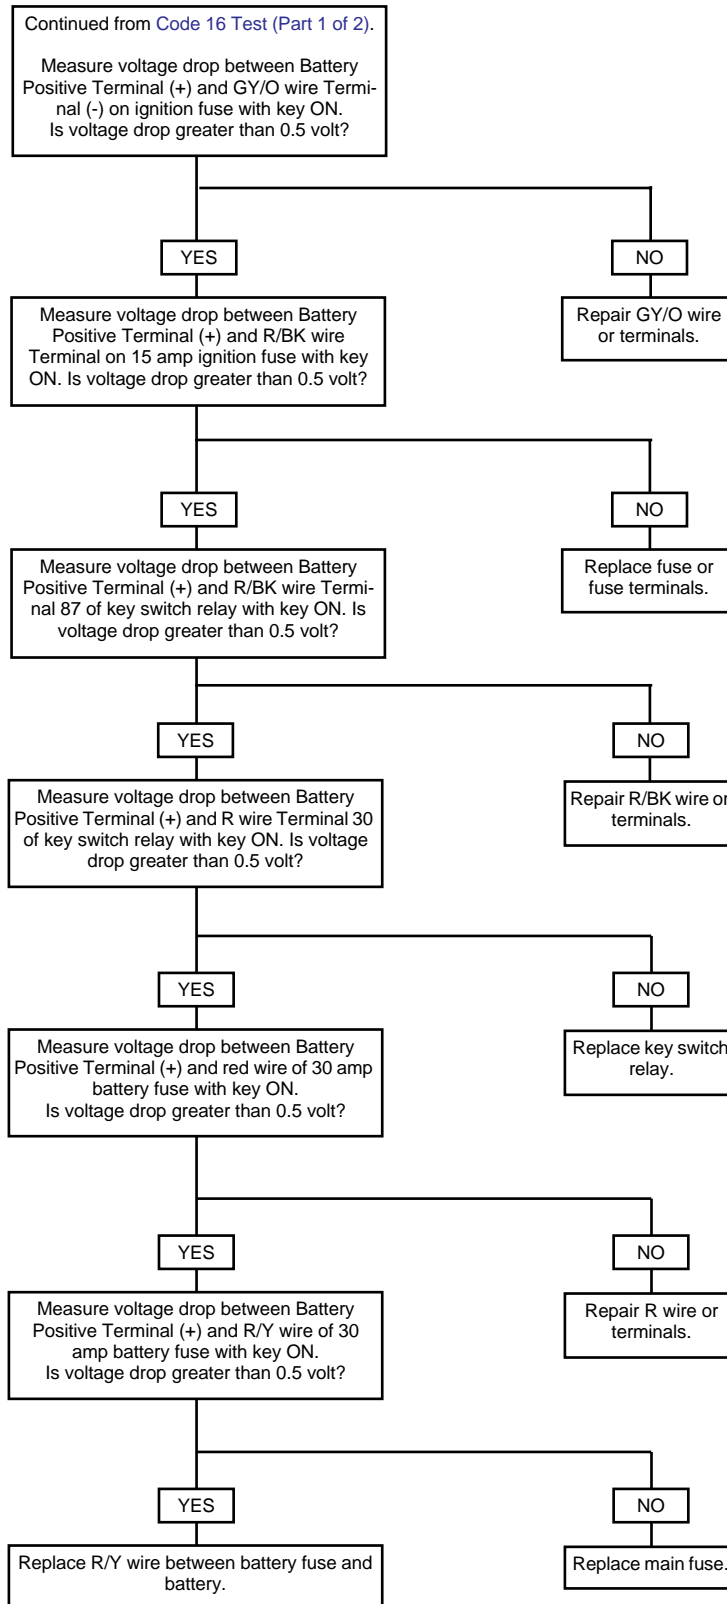 Continued from Code 16 Test (Part 1 of 2).
Measure voltage drop between Battery
Positive Terminal (+) and GY/O wire Termi-
nal (-) on ignition fuse with key ON.
Is voltage drop greater than 0.5 volt?
YES
NO
Measure voltage drop between Battery
Positive Terminal (+) and R/BK wire
Terminal on 15 amp ignition fuse with key
ON. Is voltage drop greater than 0.5 volt?
Repair GY/O wire
or terminals.
YES
NO
Measure voltage drop between Battery
Positive Terminal (+) and R/BK wire Termi-
nal 87 of key switch relay with key ON. Is
voltage drop greater than 0.5 volt?
Replace fuse or
fuse terminals.
YES
NO
Measure voltage drop between Battery
Positive Terminal (+) and R wire Terminal 30
of key switch relay with key ON. Is voltage
drop greater than 0.5 volt?
Repair R/BK wire or
terminals.
YES
NO
Measure voltage drop between Battery
Positive Terminal (+) and red wire of 30 amp
battery fuse with key ON.
Is voltage drop greater than 0.5 volt?
Replace key switch
relay.
YES
NO
Measure voltage drop between Battery
Positive Terminal (+) and R/Y wire of 30
amp battery fuse with key ON.
Is voltage drop greater than 0.5 volt?
Repair R wire or
terminals.
YES
NO
Replace R/Y wire between battery fuse and
battery.
Replace main fuse.